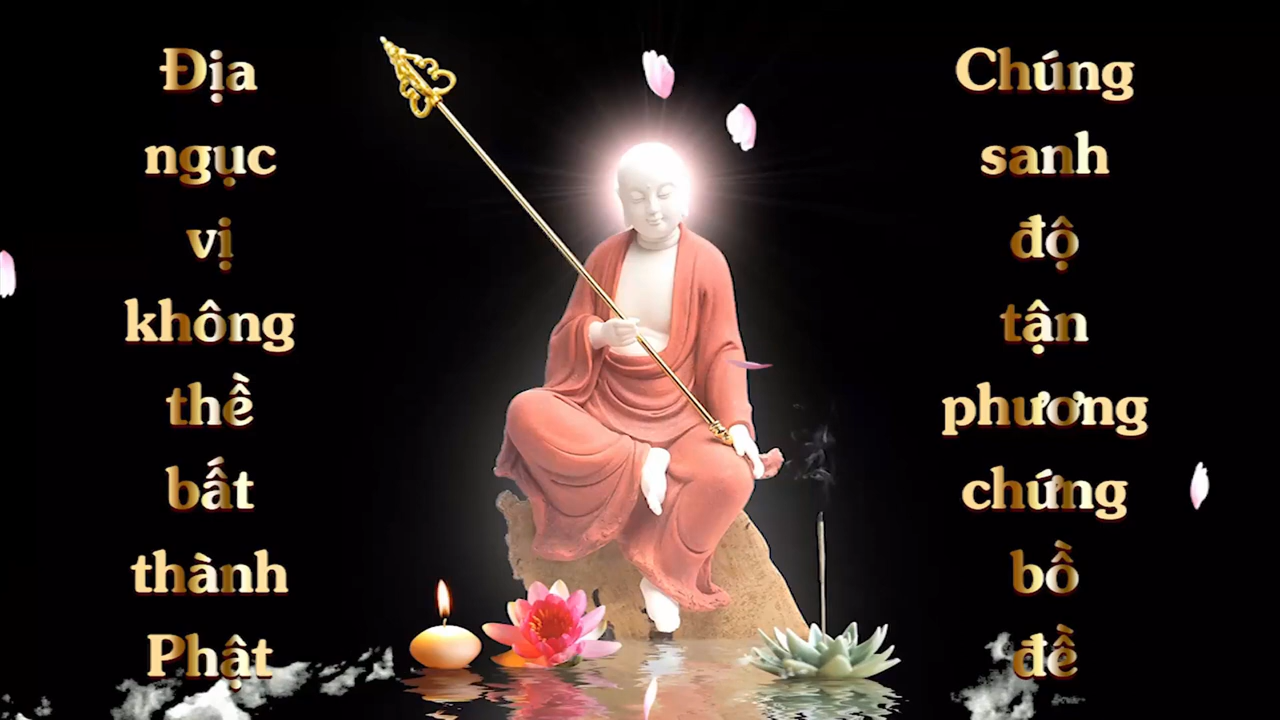 Địa
ngục
vị
không
thề
bất
thành
Phật
Chúng
sanh
độ
tận
phương
chứng
bồ
đề